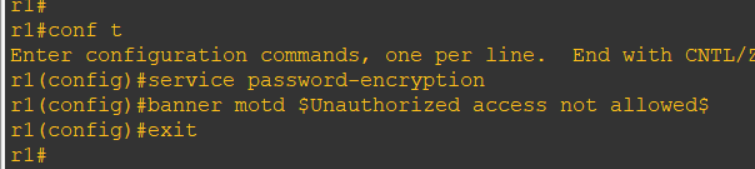 r1#
r1#conf t
Enter configuration commands, one per line.  End with CNTL/Z
r1(config)#service password-encryption
r1(config)#banner motd $Unauthorized access not allowed$
r1(config)#exit
r1#